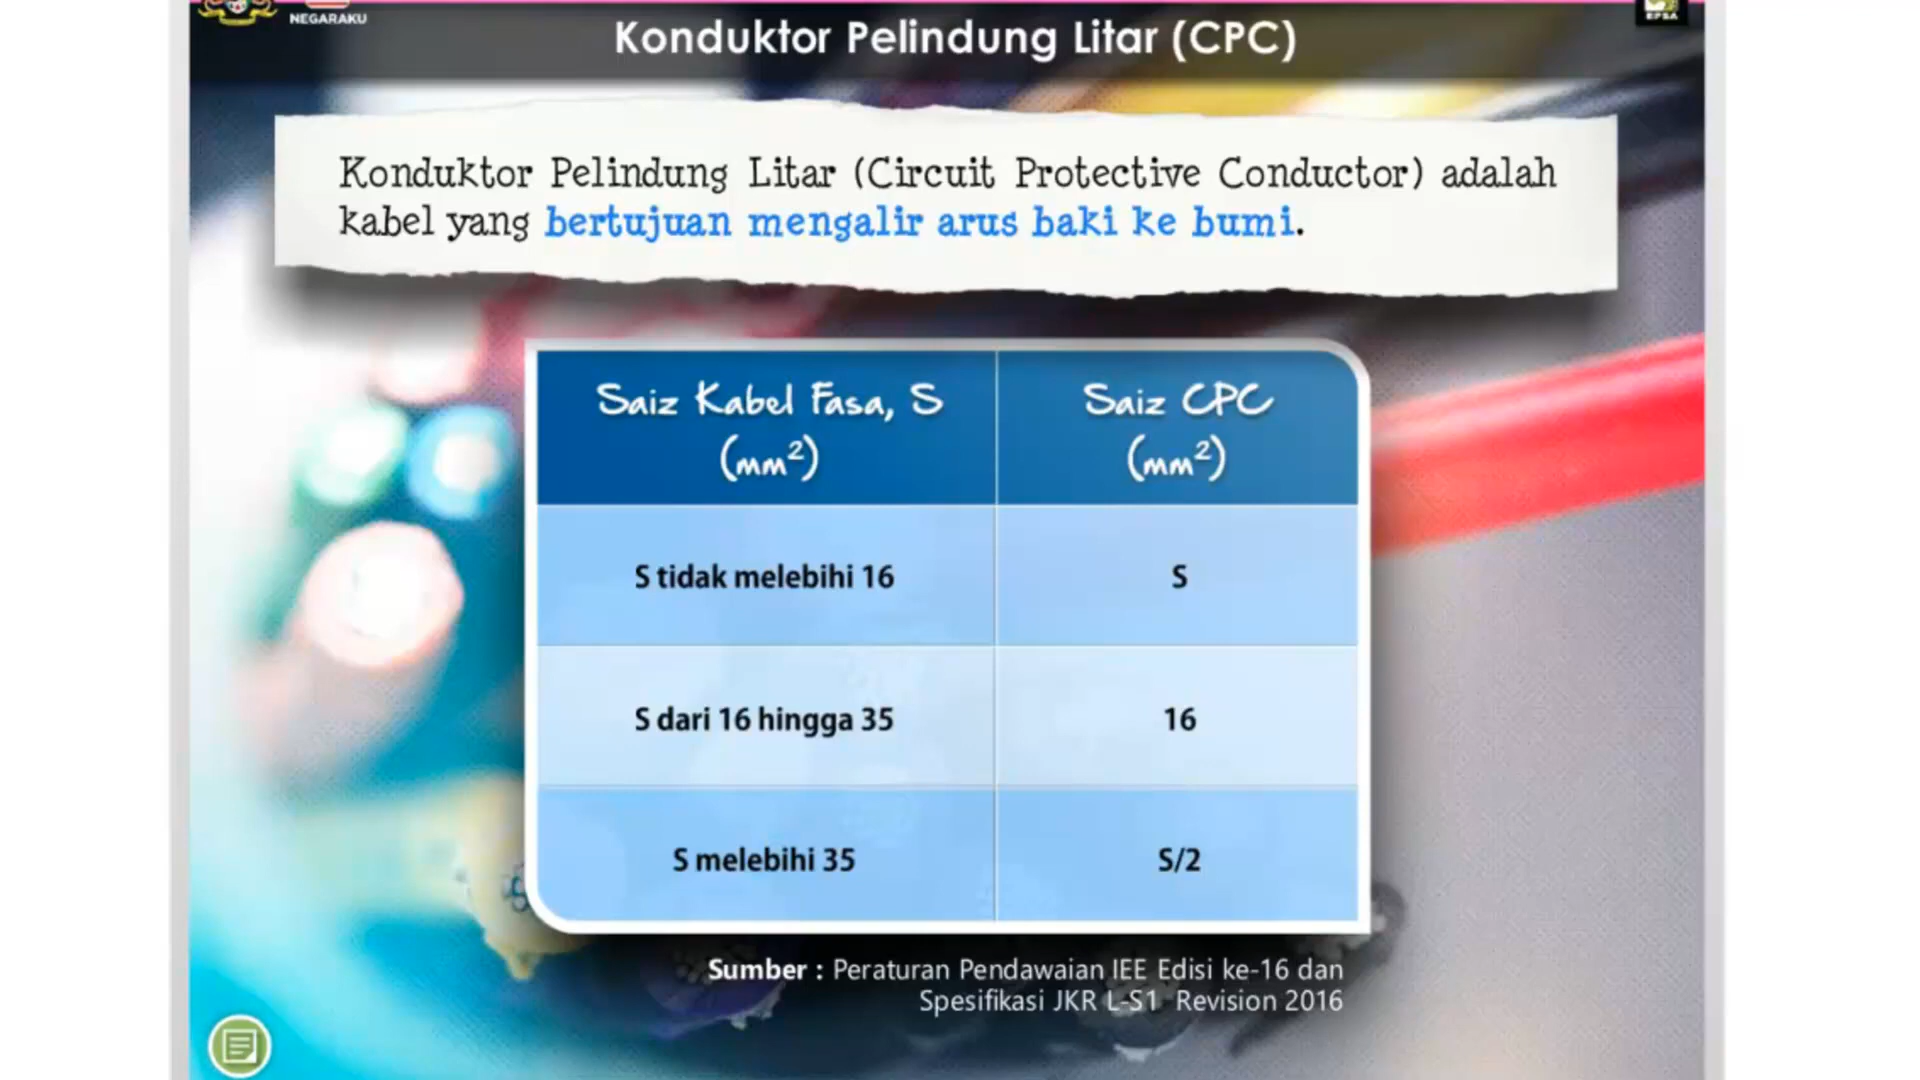 NEGARAKU
EPSA
Konduktor Pelindung Litar (CPC)
Konduktor Pelindung Litar (Circuit Protective Conductor) adalah
kabel yang bertujuan mengalir arus baki ke bumi.
Saiz Kabel Fasa, S
(mm²)
Saiz CPC
(mm²)
S tidak melebihi 16
S
S dari 16 hingga 35
16
S melebihi 35
S/2
Sumber : Peraturan Pendawaian IEE Edisi ke-16 dan
Spesifikasi JKR L-S1 Revision 2016